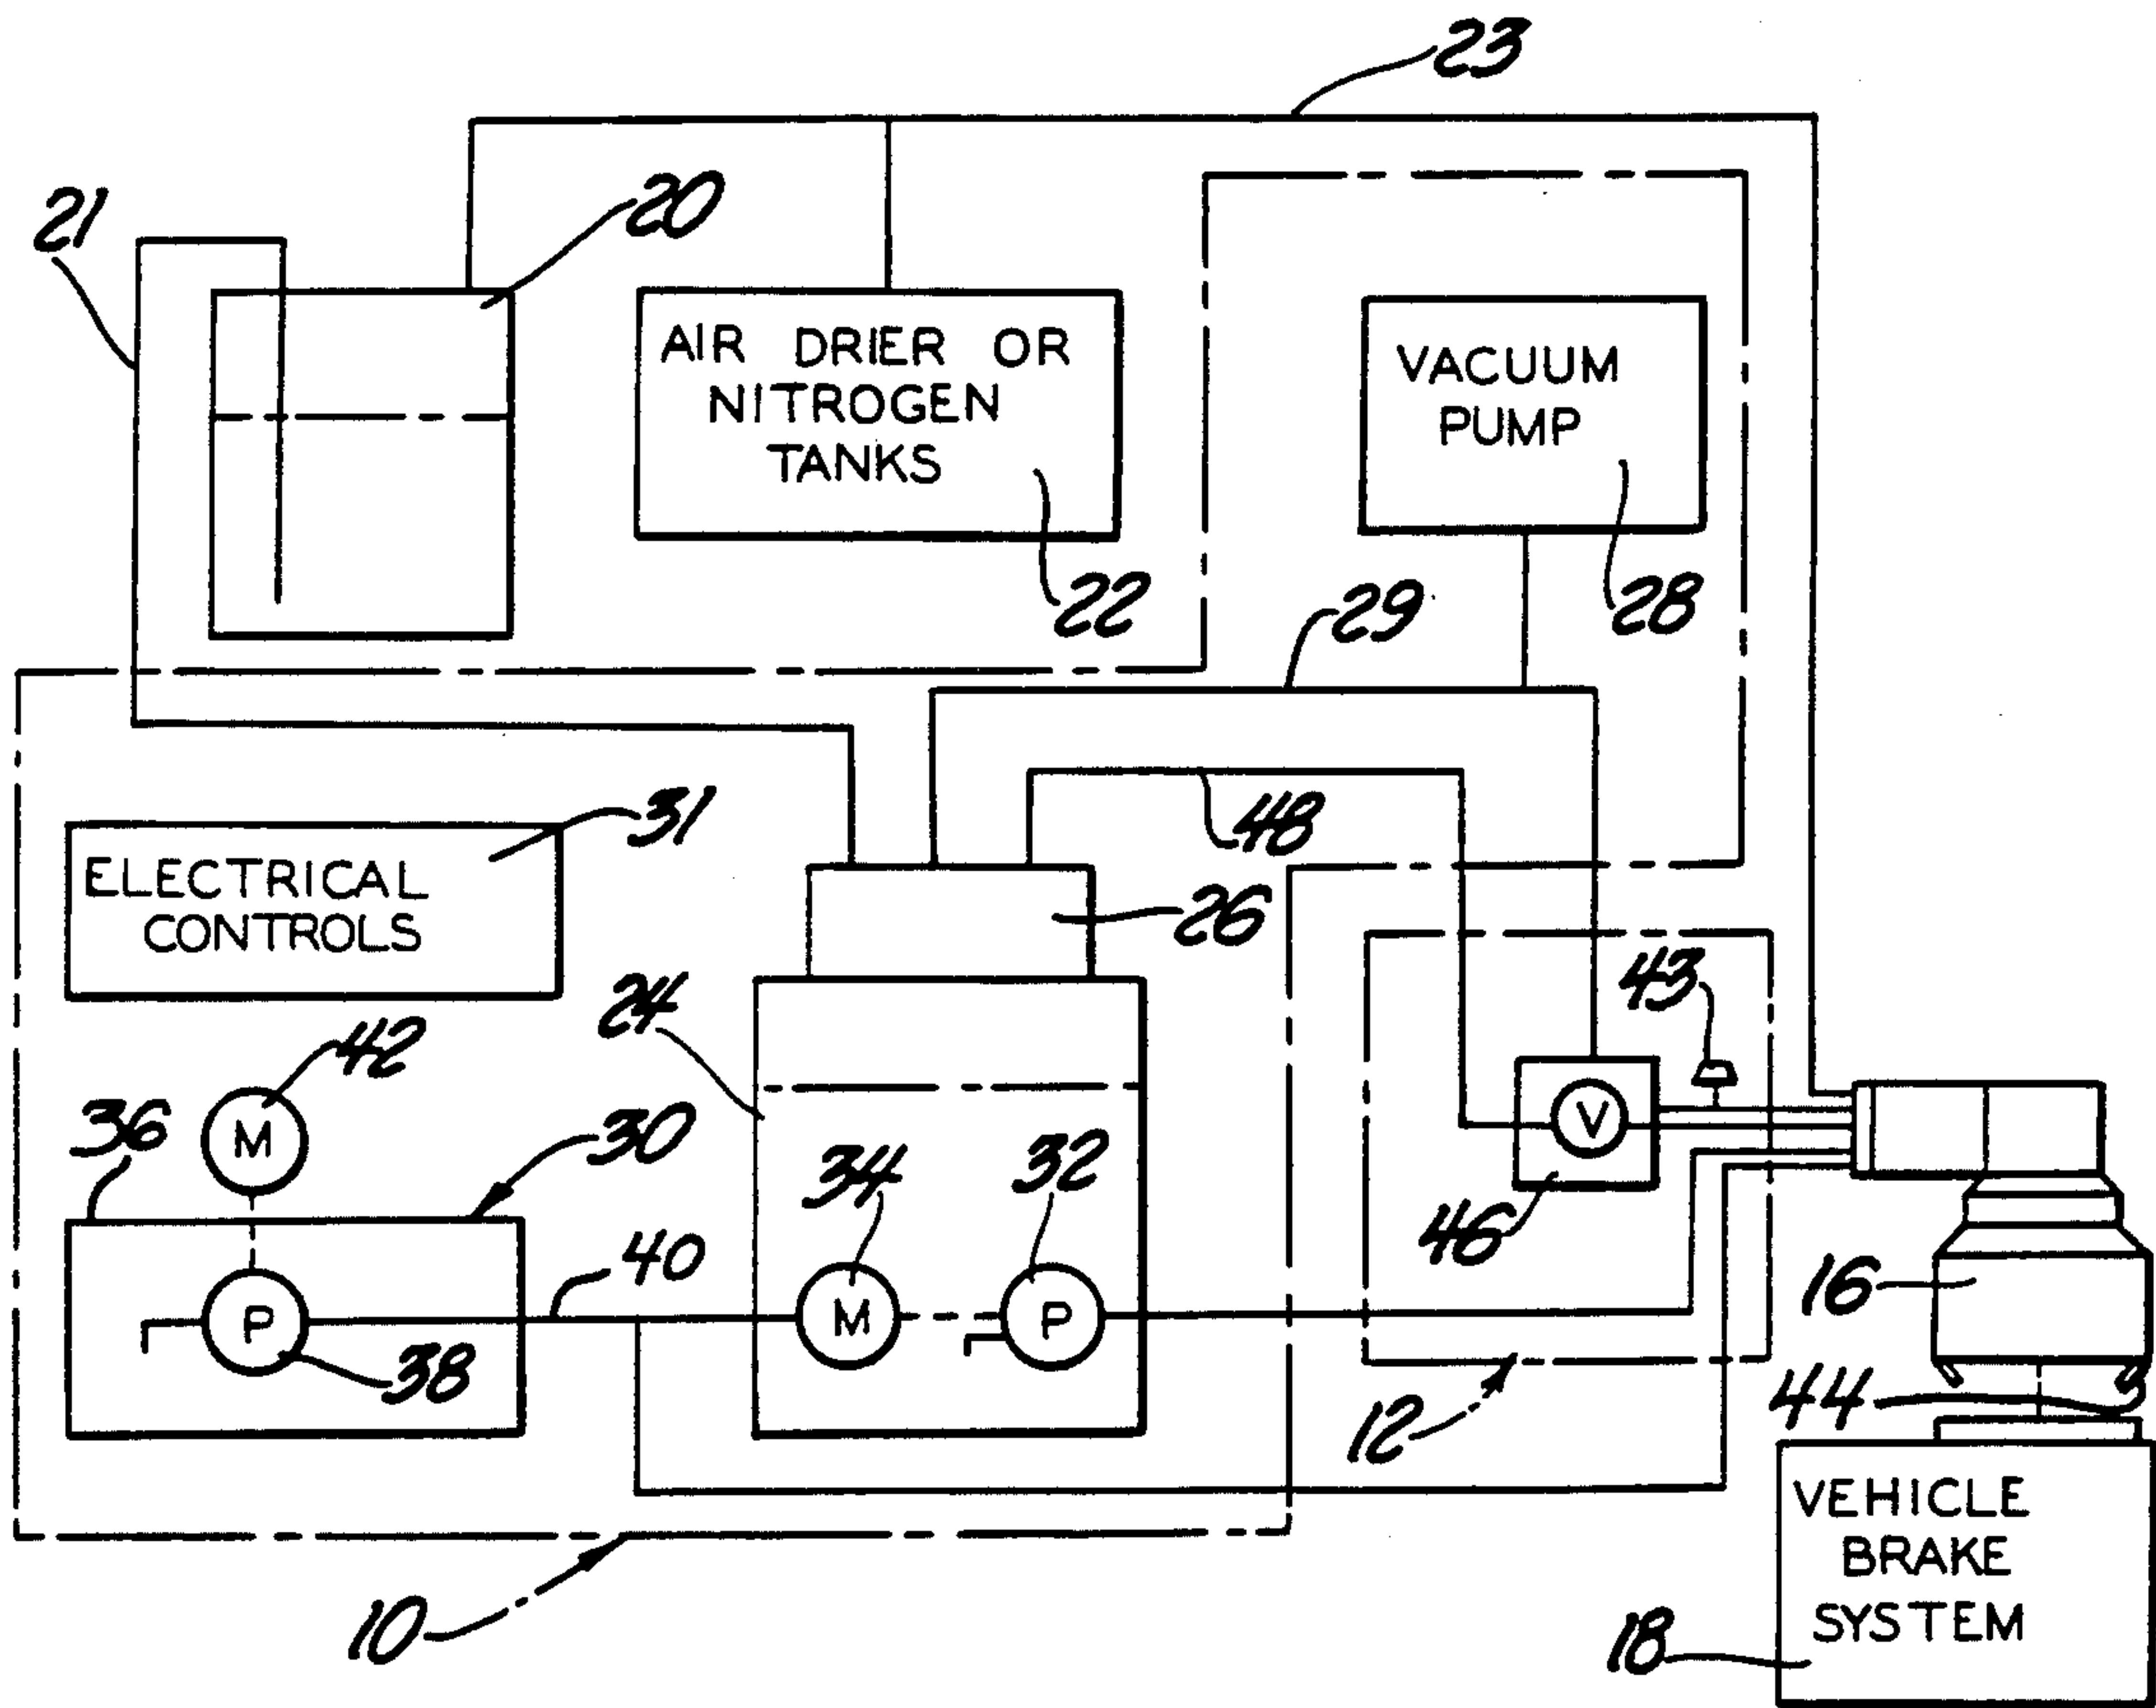 23
21
20
AIR DRIER OR
NITROGEN
TANKS
22
VACUUM
PUMP
28
29
31
ELECTRICAL
CONTROLS
48
26
24
43
42
M
36
30
34
32
V
46
16
P
40
M
P
38
12
44
10
VEHICLE
BRAKE
SYSTEM
18